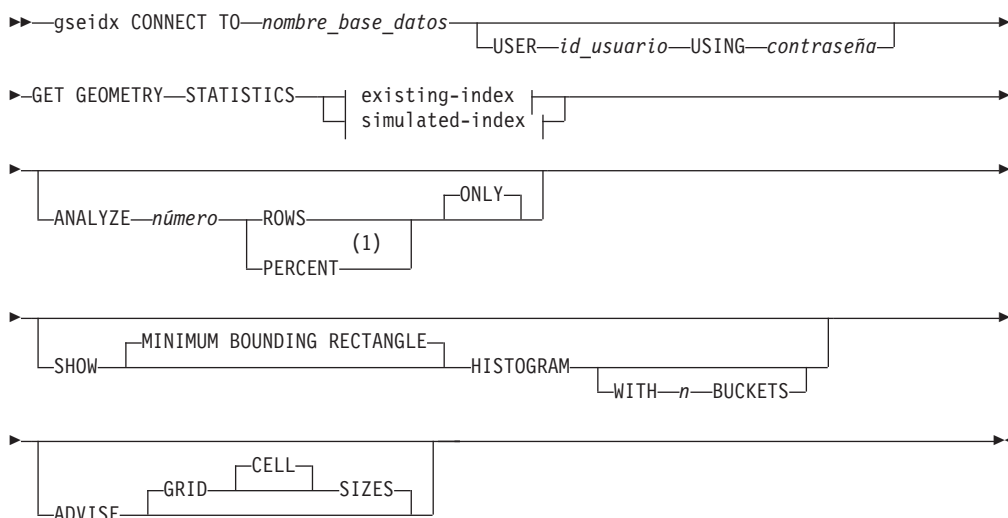 gseidx CONNECT TO nombre_base_datos
USER id_usuario USING contraseña
GET GEOMETRY STATISTICS existing-index
simulated-index
ONLY
ANALYZE número ROWS
(1)
PERCENT
MINIMUM BOUNDING RECTANGLE
SHOW HISTOGRAM
WITH n BUCKETS
CELL
GRID SIZES
ADVISE